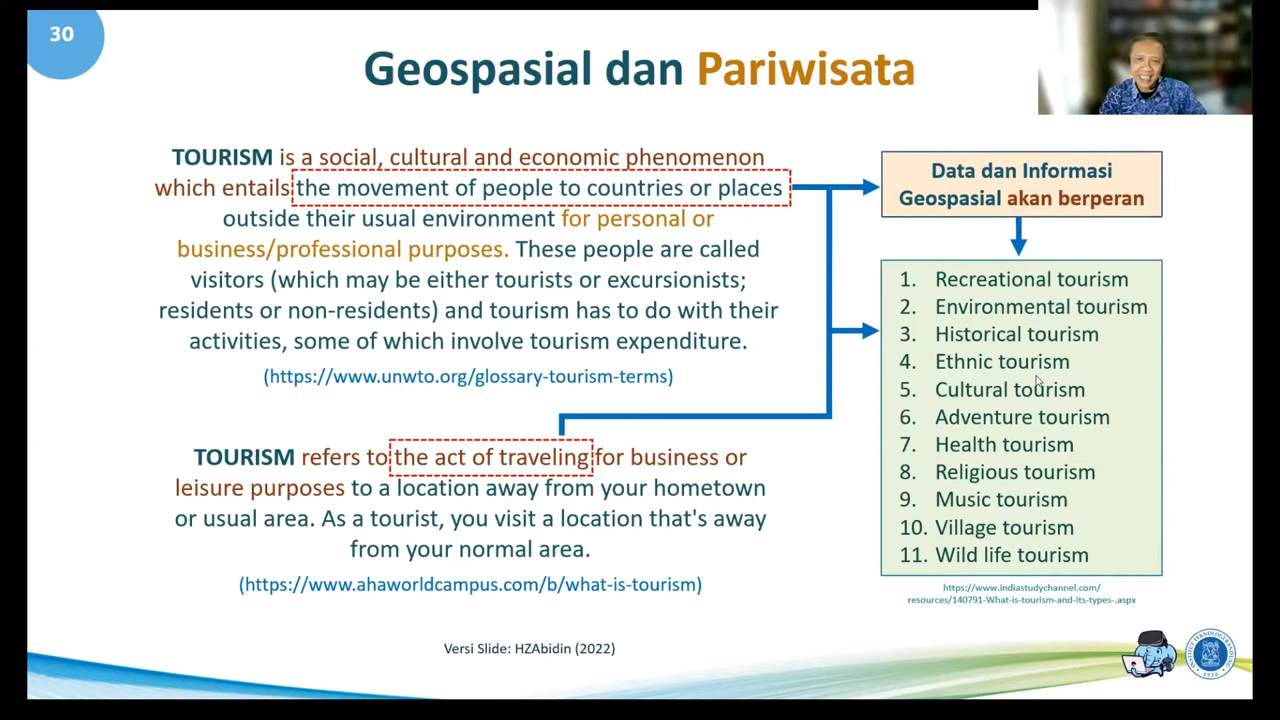 30
Geospasial dan Pariwisata
TOURISM is a social, cultural and economic phenomenon
which entails the movement of people to countries or places
outside their usual environment for personal or
business/professional purposes. These people are called
visitors (which may be either tourists or excursionists;
residents or non-residents) and tourism has to do with their
activities, some of which involve tourism expenditure.
(https://www.unwto.org/glossary-tourism-terms)
TOURISM refers to the act of traveling for business or
leisure purposes to a location away from your hometown
or usual area. As a tourist, you visit a location that's away
from your normal area.
(https://www.ahaworldcampus.com/b/what-is-tourism)
Data dan Informasi
Geospasial akan berperan
1. Recreational tourism
2. Environmental tourism
3. Historical tourism
4. Ethnic tourism
5. Cultural tourism
6. Adventure tourism
7. Health tourism
8. Religious tourism
9. Music tourism
10. Village tourism
11. Wild life tourism
https://www.indiastudychannel.com/
resources/140791-What-is-tourism-and-its-types-.aspx
Versi Slide: HZAbidin (2022)
INSTITUT TEKNOLOGI BANDUNG
1920